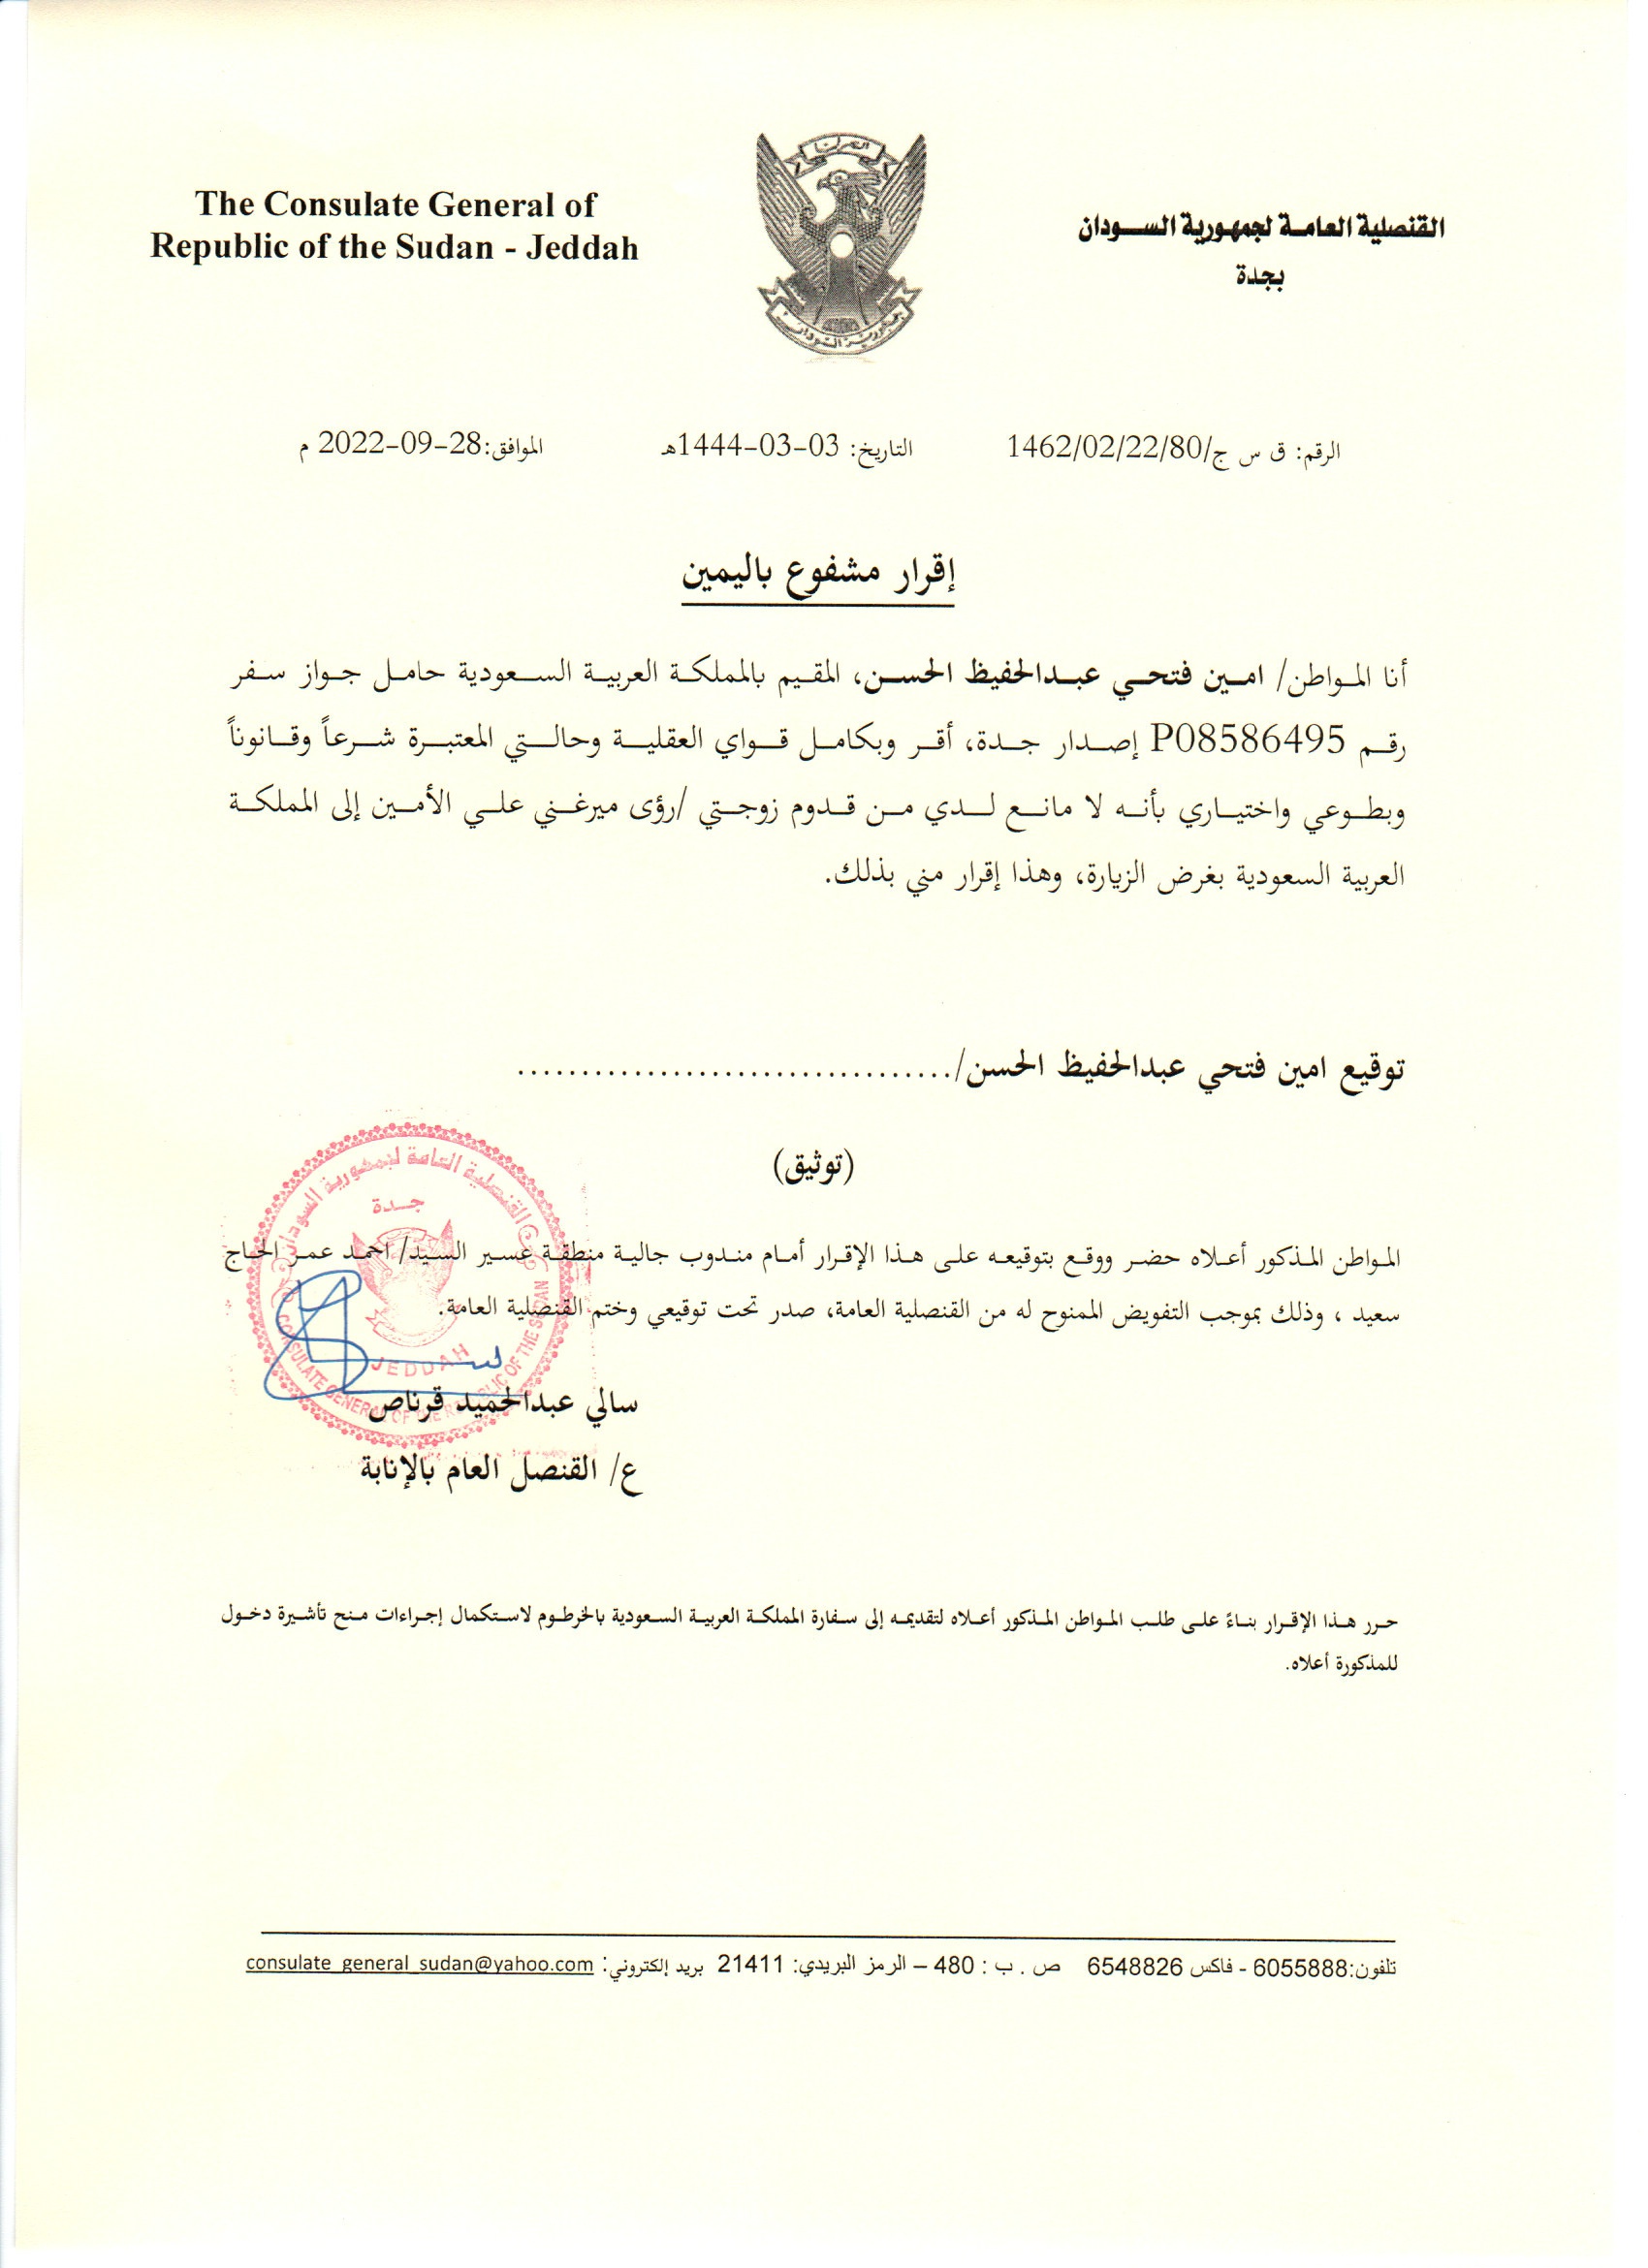 The Consulate General of
Republic of the Sudan - Jeddah
القنصلية العامة لجمهورية السودان
بجدة
جمهورية السودان
الرقم: ق س ج/1462/02/22/80 التاريخ: 03-03-1444هـ الموافق:28-09-2022 م
إقرار مشفوع باليمين
أنا المواطن/ امين فتحي عبدالحفيظ الحسن، المقيم بالمملكة العربية السعودية حامل جواز سفر
رقم P08586495 إصدار جدة، أقر وبكامل قواي العقلية وحالتي المعتبرة شرعاً وقانوناً
وبطوعي واختياري بأنه لا مانع لدي من قدوم زوجتي /رؤى ميرغني علي الأمين إلى المملكة
العربية السعودية بغرض الزيارة، وهذا إقرار مني بذلك.
توقيع امين فتحي عبدالحفيظ الحسن/..................................
(توثيق)
المواطن المذكور أعلاه حضر ووقع بتوقيعه على هذا الإقرار أمام مندوب جالية منطقة عسير السيد/ احمد عمر الحاج
سعيد ، وذلك بموجب التفويض الممنوح له من القنصلية العامة، صدر تحت توقيعي وختم القنصلية العامة.
القنصلية العامة لجمهورية السودان
جدة
JEDDAH
CONSULATE GENERAL OF THE REPUBLIC OF THE SUDAN
سالي عبدالحميد قرناص
ع/ القنصل العام بالإنابة
حرر هذا الإقرار بناءً على طلب المواطن المذكور أعلاه لتقديمه إلى سفارة المملكة العربية السعودية بالخرطوم لاستكمال إجراءات منح تأشيرة دخول
للمذكورة أعلاه.
تلفون:6055888 - فاكس 6548826 ص . ب : 480 – الرمز البريدي: 21411 بريد إلكتروني: consulate_general_sudan@yahoo.com